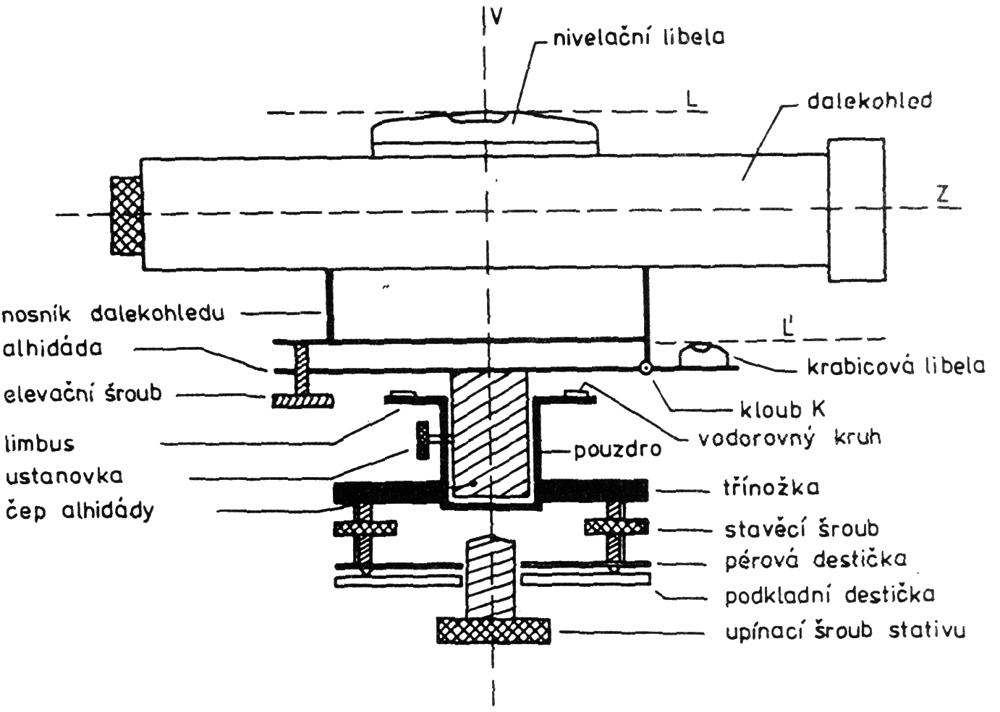 V
nivelační libela
L
dalekohled
Z
nosník dalekohledu
L'
alhidáda
krabicová libela
elevační šroub
kloub K
vodorovný kruh
limbus
pouzdro
ustanovka
třínožka
čep alhidády
stavěcí šroub
pérová destička
podkladní destička
upínací šroub stativu